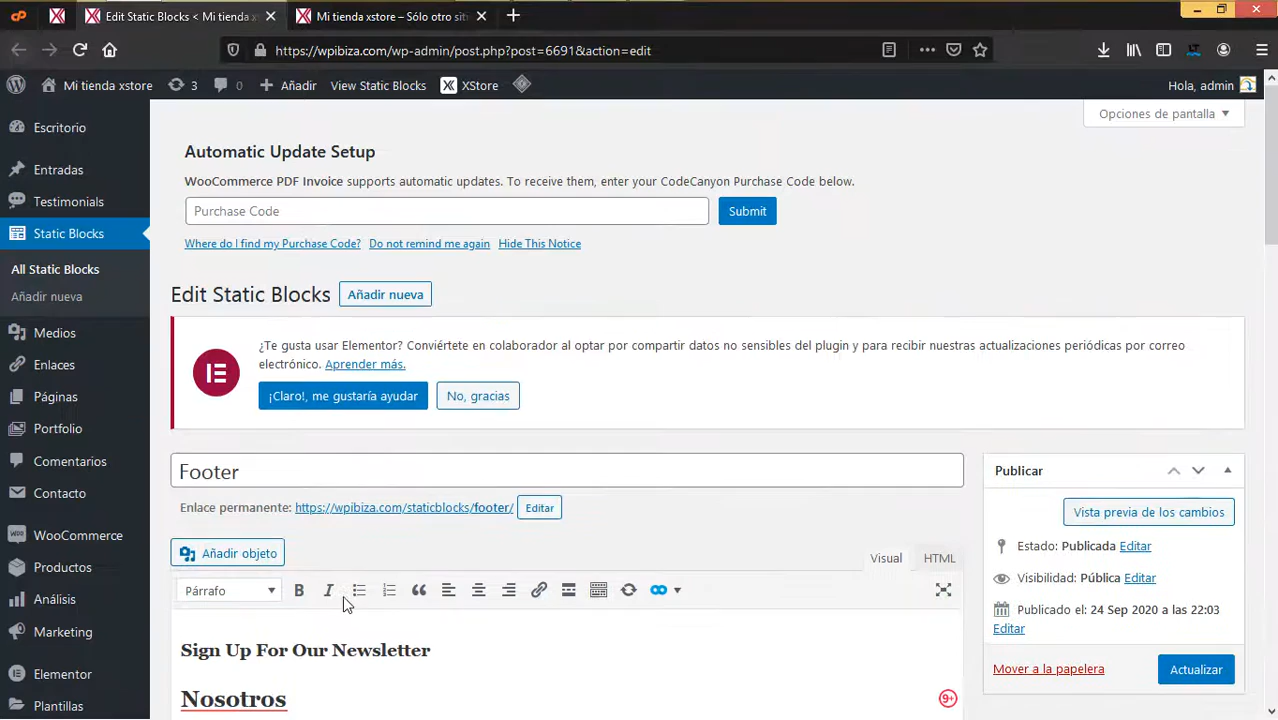 Edit Static Blocks < Mi tienda x
Mi tienda xstore – Sólo otro sit
https://wpibiza.com/wp-admin/post.php?post=6691&action=edit
Mi tienda xstore
3
0
Añadir
View Static Blocks
XStore
Hola, admin
Opciones de pantalla
Escritorio
Entradas
Testimonials
Static Blocks
All Static Blocks
Añadir nueva
Medios
Enlaces
Páginas
Portfolio
Comentarios
Contacto
WooCommerce
Productos
Análisis
Marketing
Elementor
Plantillas
Automatic Update Setup
WooCommerce PDF Invoice supports automatic updates. To receive them, enter your CodeCanyon Purchase Code below.
Purchase Code
Submit
Where do I find my Purchase Code? Do not remind me again Hide This Notice
Edit Static Blocks
Añadir nueva
¿Te gusta usar Elementor? Conviértete en colaborador al optar por compartir datos no sensibles del plugin y para recibir nuestras actualizaciones periódicas por correo
electrónico. Aprender más.
¡Claro!, me gustaría ayudar
No, gracias
Footer
Enlace permanente: https://wpibiza.com/staticblocks/footer/ Editar
Añadir objeto
Visual
HTML
Párrafo
B I
Sign Up For Our Newsletter
Nosotros
9+
Publicar
Vista previa de los cambios
Estado: Publicada Editar
Visibilidad: Pública Editar
Publicado el: 24 Sep 2020 a las 22:03
Editar
Mover a la papelera
Actualizar